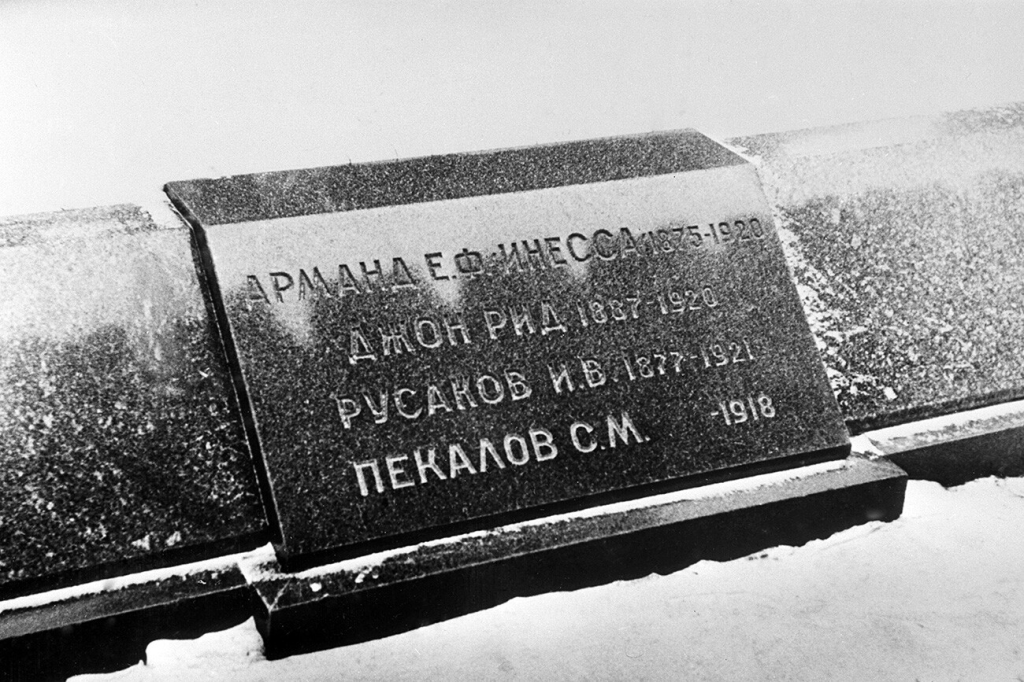 АРМАНД Е.Ф.-ИНЕССА 1875-1920
ДЖОН РИД 1887-1920
РУСАКОВ И.В. 1877-1921
ПЕКАЛОВ С.М. -1918